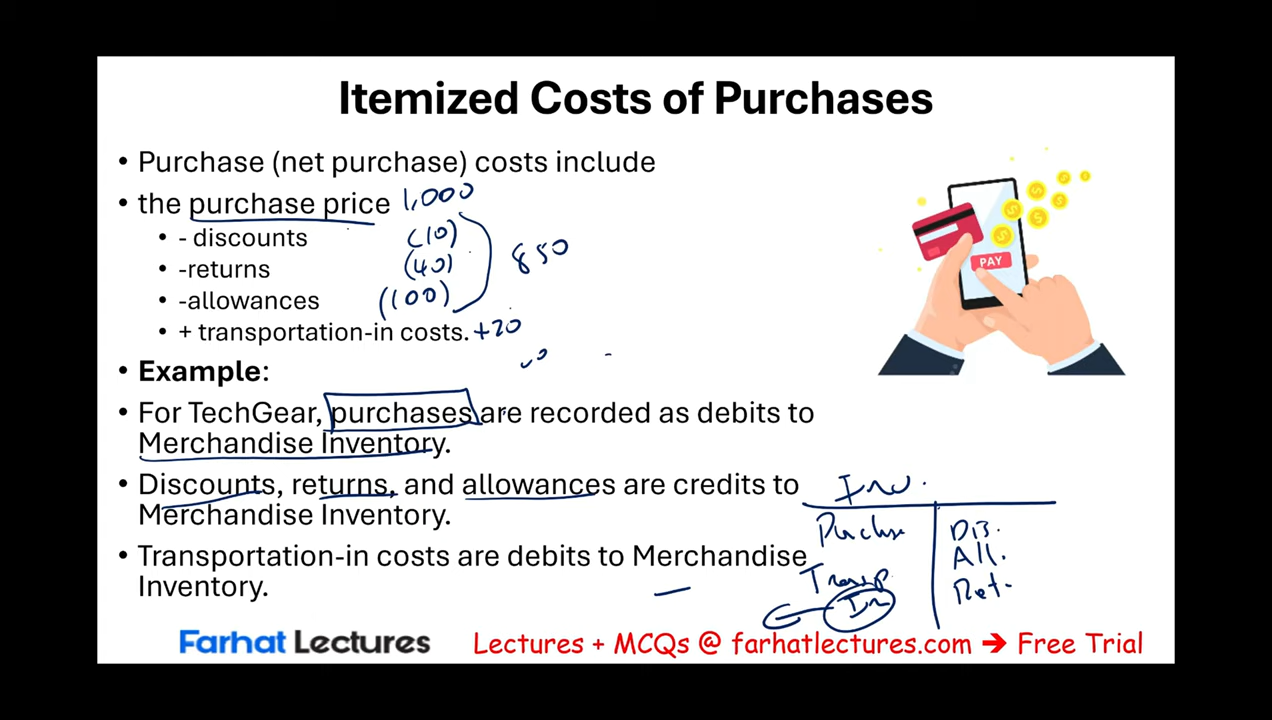 Itemized Costs of Purchases
• Purchase (net purchase) costs include
• the purchase price 1,000
• - discounts (10)
• -returns (40) 850
• -allowances (100)
• + transportation-in costs. +20
• Example:
• For TechGear, purchases are recorded as debits to
Merchandise Inventory.
• Discounts, returns, and allowances are credits to
Merchandise Inventory.
• Transportation-in costs are debits to Merchandise
Inventory.
PAY
Inv.
Purchase Dis.
Transp. All.
In Ret.
Farhat Lectures Lectures + MCQs @ farhatlectures.com → Free Trial